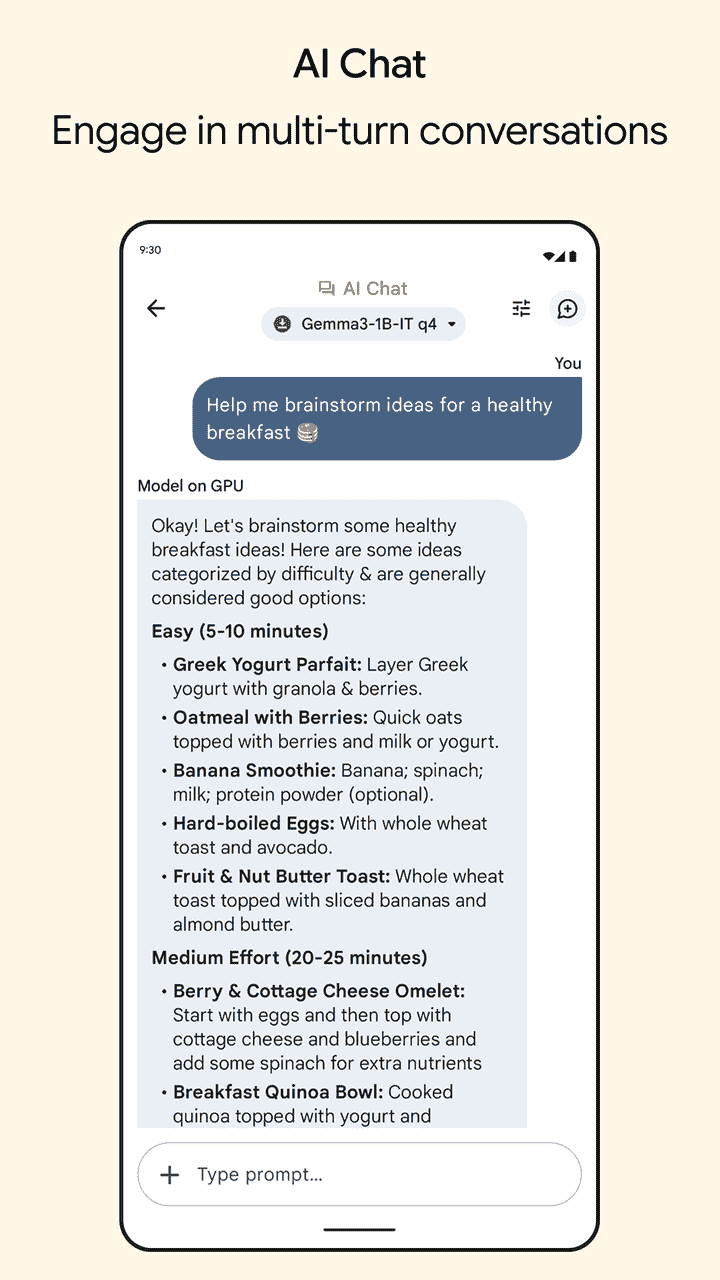 AI Chat
Engage in multi-turn conversations
9:30
AI Chat
Gemma3-1B-IT q4
You
Help me brainstorm ideas for a healthy
breakfast 🥞
Model on GPU
Okay! Let's brainstorm some healthy
breakfast ideas! Here are some ideas
categorized by difficulty & are generally
considered good options:
Easy (5-10 minutes)
• Greek Yogurt Parfait: Layer Greek
yogurt with granola & berries.
• Oatmeal with Berries: Quick oats
topped with berries and milk or yogurt.
• Banana Smoothie: Banana; spinach;
milk; protein powder (optional).
• Hard-boiled Eggs: With whole wheat
toast and avocado.
• Fruit & Nut Butter Toast: Whole wheat
toast topped with sliced bananas and
almond butter.
Medium Effort (20-25 minutes)
• Berry & Cottage Cheese Omelet:
Start with eggs and then top with
cottage cheese and blueberries and
add some spinach for extra nutrients
• Breakfast Quinoa Bowl: Cooked
quinoa topped with yogurt and
Type prompt...